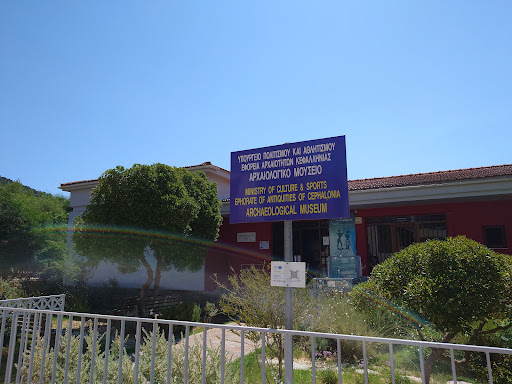 ΥΠΟΥΡΓΕΙΟ ΠΟΛΙΤΙΣΜΟΥ ΚΑΙ ΑΘΛΗΤΙΣΜΟΥ
ΕΦΟΡΕΙΑ ΑΡΧΑΙΟΤΗΤΩΝ ΚΕΦΑΛΛΗΝΙΑΣ
ΑΡΧΑΙΟΛΟΓΙΚΟ ΜΟΥΣΕΙΟ
MINISTRY OF CULTURE & SPORTS
EPHORATE OF ANTIQUITIES OF CEPHALONIA
ARCHAEOLOGICAL MUSEUM